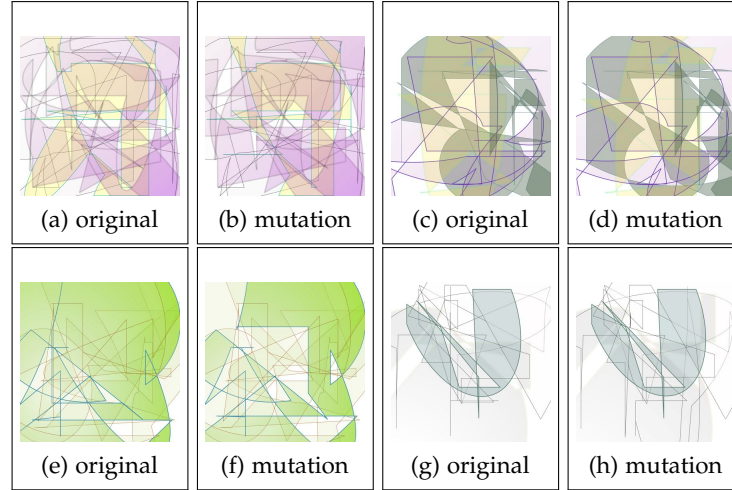 (a) original (b) mutation (c) original (d) mutation
(e) original (f) mutation (g) original (h) mutation